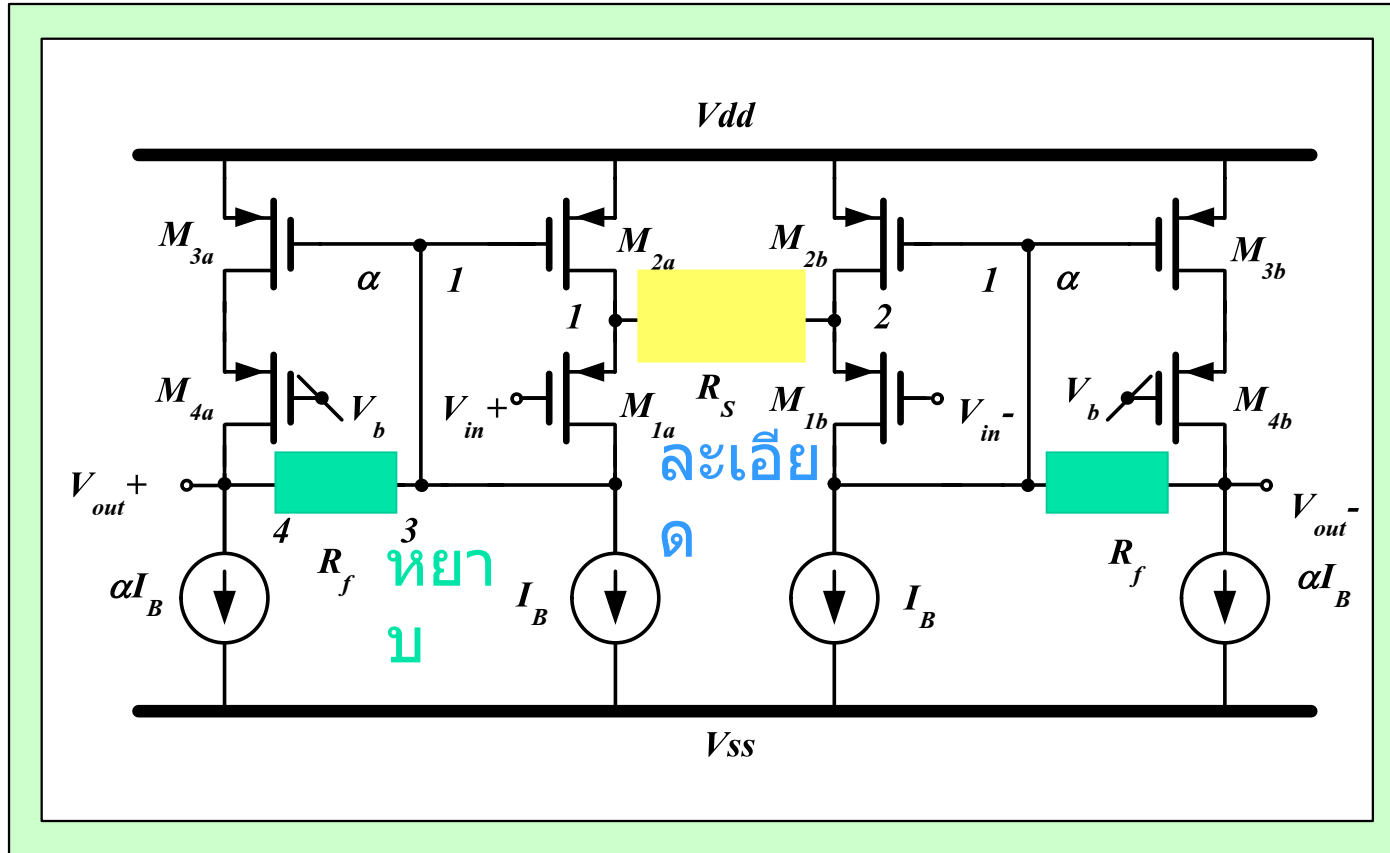 Vdd
M3a
M2a
M2b
M3b
α
1
1
α
1
2
M4a
Vb
Vin+
M1a
RS
M1b
Vin-
Vb
M4b
ละเอีย
ด
Vout+
4
3
Rf
หยา
บ
Rf
Vout-
αIB
IB
IB
αIB
Vss